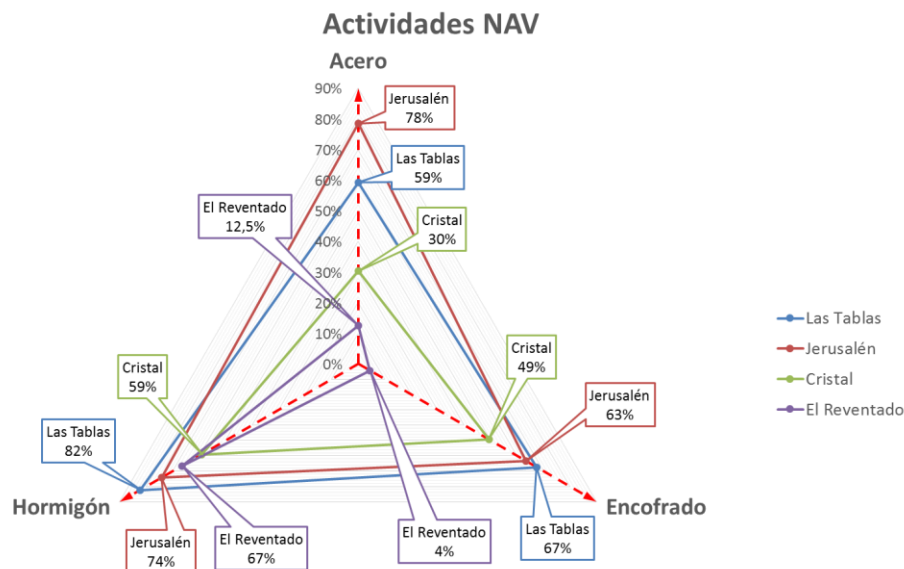 Actividades NAV
Acero
90%
80%
70%
60%
50%
40%
30%
20%
10%
0%
Jerusalén
78%
Las Tablas
59%
El Reventado
12,5%
Cristal
30%
Cristal
59%
Cristal
49%
Jerusalén
63%
Las Tablas
82%
Hormigón
Encofrado
Jerusalén
74%
El Reventado
67%
El Reventado
4%
Las Tablas
67%
Las Tablas
Jerusalén
Cristal
El Reventado